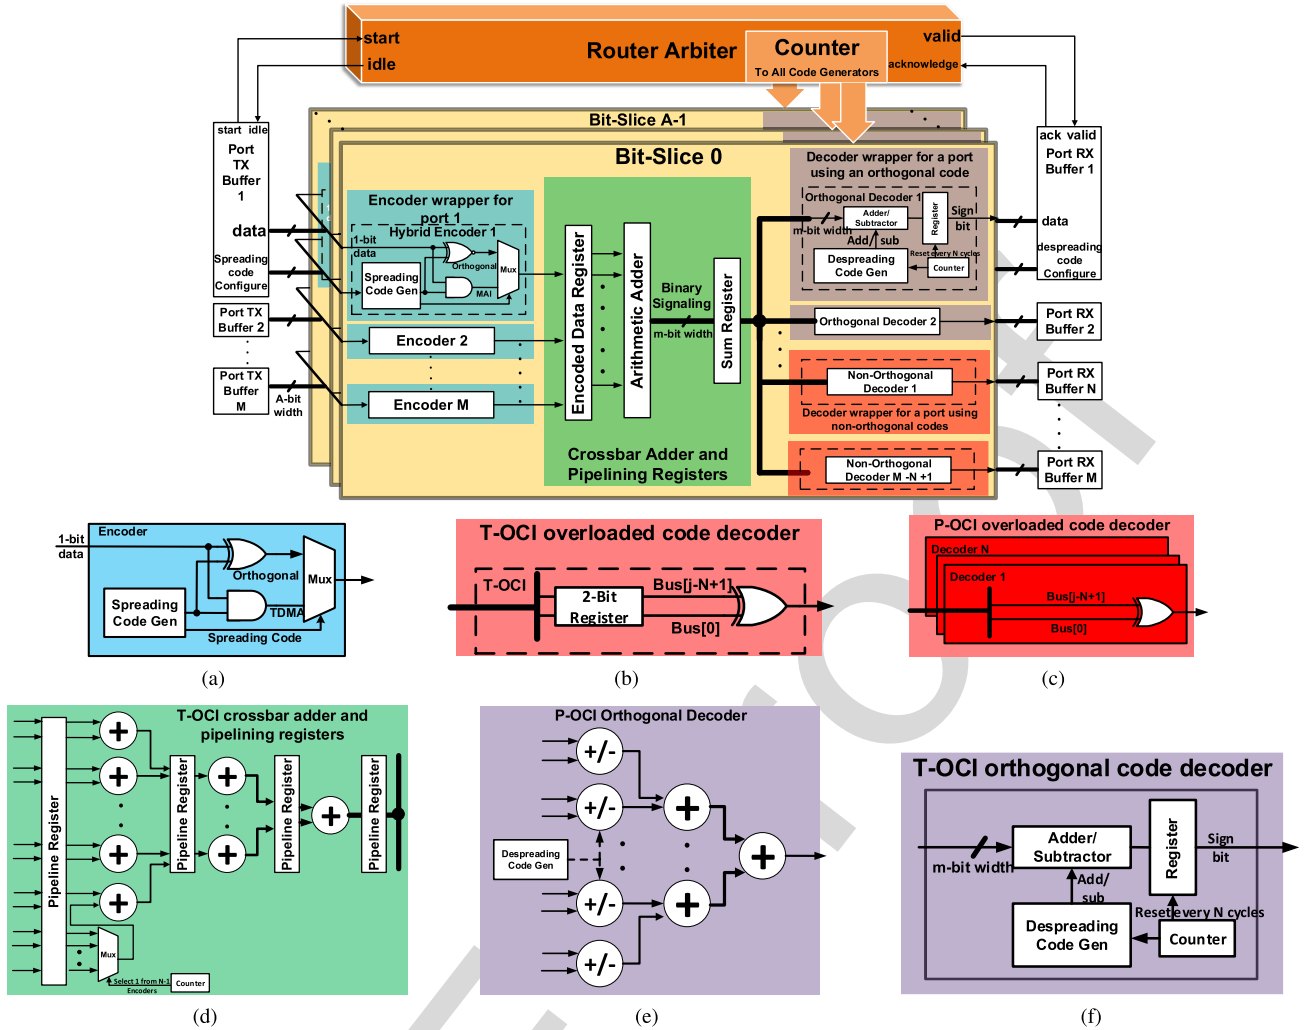 start
idle
Router Arbiter
Counter
To All Code Generators
valid
acknowledge
Bit-Slice A-1
Bit-Slice 0
start idle
Port
TX
Buffer
1
data
Spreading
code
Configure
Port TX
Buffer 2
Port TX
Buffer
M
A-bit
width
Encoder wrapper for
port 1
Hybrid Encoder 1
1-bit
data
Orthogonal
Spreading
Code Gen
MAI
Mux
Encoder 2
Encoder M
Encoded Data Register
Arithmetic Adder
Binary
Signaling
m-bit width
Sum Register
Crossbar Adder and
Pipelining Registers
Decoder wrapper for a port
using an orthogonal code
Orthogonal Decoder 1
m-bit width
Adder/
Subtractor
Register
Sign
bit
Add/ sub
Reset every N cycles
Despreading
Code Gen
Counter
Orthogonal Decoder 2
Non-Orthogonal
Decoder 1
Decoder wrapper for a port using
non-orthogonal codes
Non-Orthogonal
Decoder M -N +1
ack valid
Port RX
Buffer 1
data
despreading
code
Configure
Port RX
Buffer 2
Port RX
Buffer N
Port RX
Buffer M
Encoder
1-bit
data
Orthogonal
Mux
Spreading
Code Gen
TDMA
Spreading Code
(a)
T-OCI overloaded code decoder
T-OCI
2-Bit
Register
Bus[j-N+1]
Bus[0]
(b)
P-OCI overloaded code decoder
Decoder N
Decoder 1
Bus[j-N+1]
Bus[0]
(c)
T-OCI crossbar adder and
pipelining registers
Pipeline Register
+
+
+
+
Pipeline Register
+
+
Pipeline Register
+
Pipeline Register
Mux
Select 1 from N-1
Encoders
Counter
(d)
P-OCI Orthogonal Decoder
+/-
+/-
+/-
+/-
Despreading
Code Gen
+
+
+
(e)
T-OCI orthogonal code decoder
m-bit width
Adder/
Subtractor
Register
Sign
bit
Add/
sub
Reset every N cycles
Despreading
Code Gen
Counter
(f)